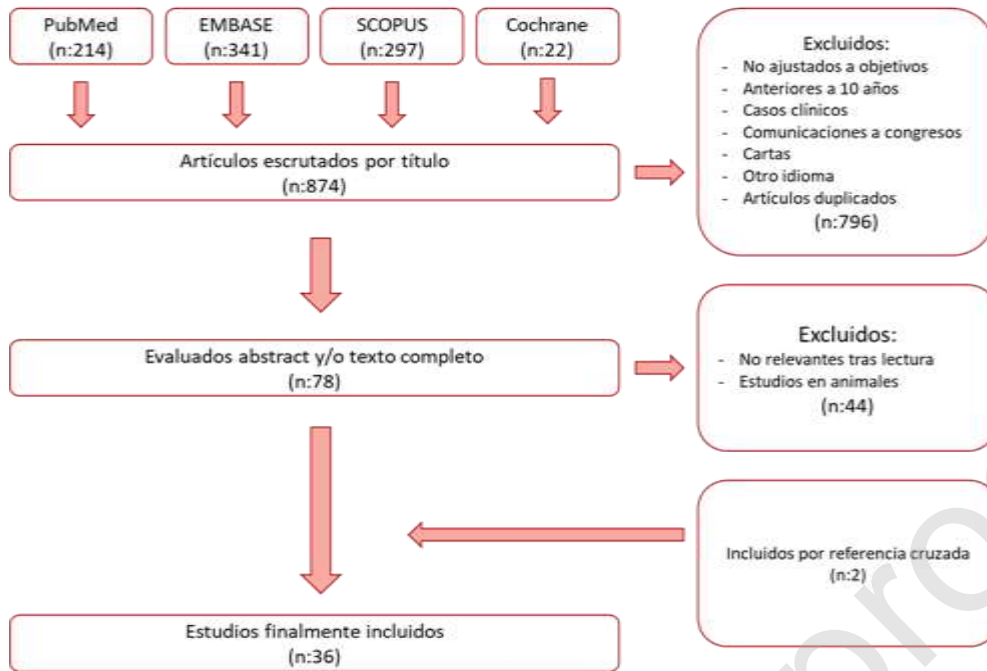 PubMed
(n:214)
EMBASE
(n:341)
SCOPUS
(n:297)
Cochrane
(n:22)
Excluidos:
- No ajustados a objetivos
- Anteriores a 10 años
- Casos clínicos
- Comunicaciones a congresos
- Cartas
- Otro idioma
- Artículos duplicados
(n:796)
Artículos escrutados por título
(n:874)
Evaluados abstract y/o texto completo
(n:78)
Excluidos:
- No relevantes tras lectura
- Estudios en animales
(n:44)
Incluidos por referencia cruzada
(n:2)
Estudios finalmente incluidos
(n:36)
pro